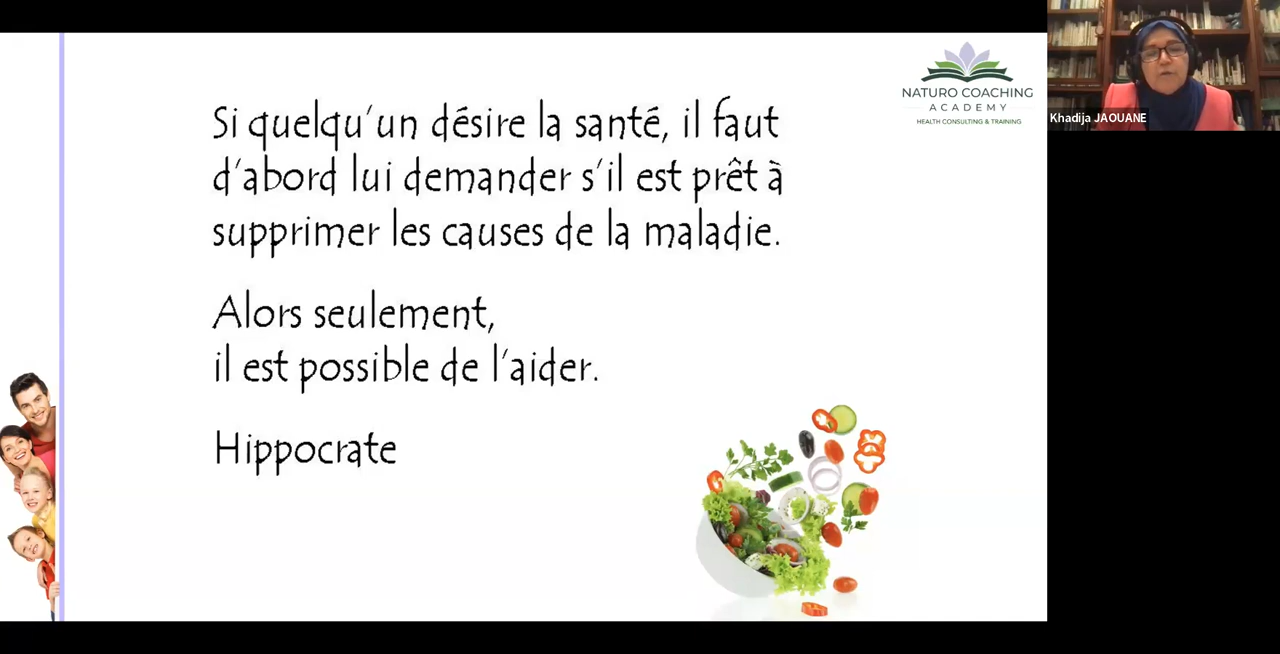 Si quelqu'un désire la santé, il faut
d'abord lui demander s'il est prêt à
supprimer les causes de la maladie.
Alors seulement,
il est possible de l'aider.
Hippocrate
NATURO COACHING
ACADEMY
HEALTH CONSULTING & TRAINING
Khadija JAOUANE